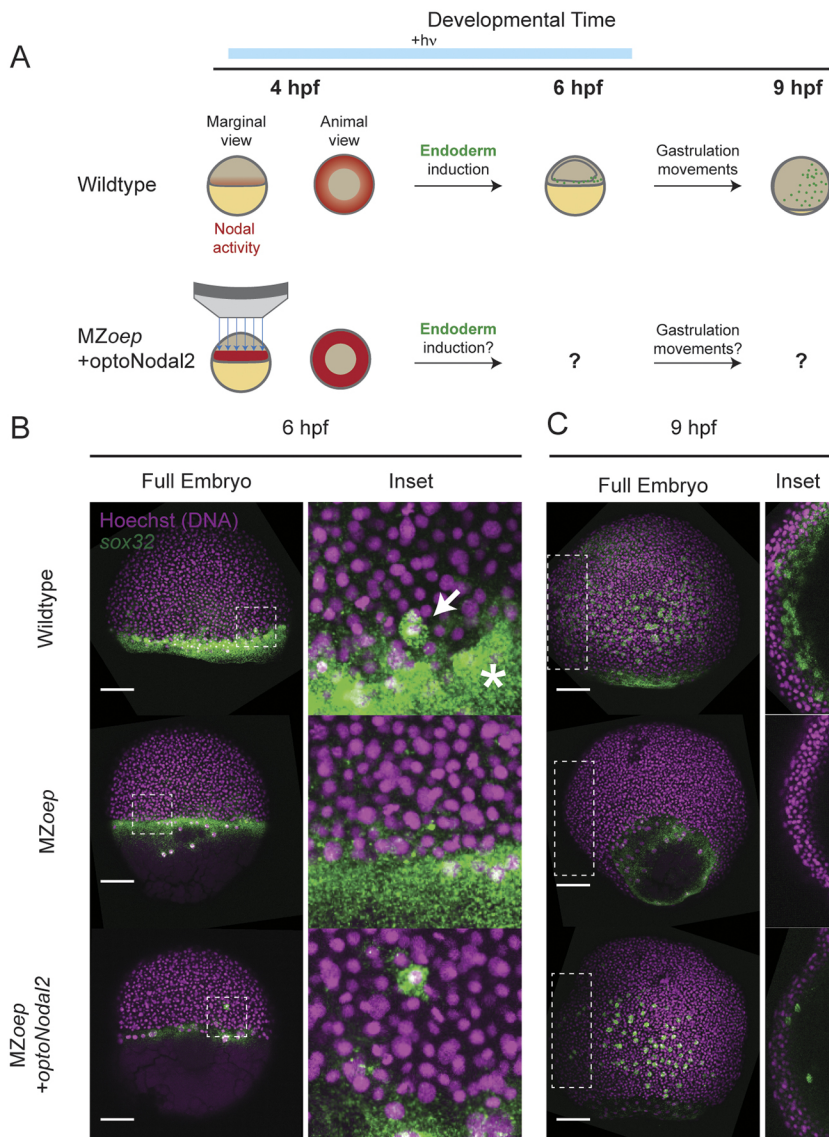 Developmental Time
+hν
A
4 hpf
6 hpf
9 hpf
Marginal
view
Animal
view
Wildtype
Endoderm
induction
Gastrulation
movements
Nodal
activity
MZoep
+optoNodal2
Endoderm
induction?
?
Gastrulation
movements?
?
B
6 hpf
C
9 hpf
Full Embryo
Inset
Full Embryo
Inset
Hoechst (DNA)
sox32
Wildtype
*
MZoep
MZoep
+optoNodal2